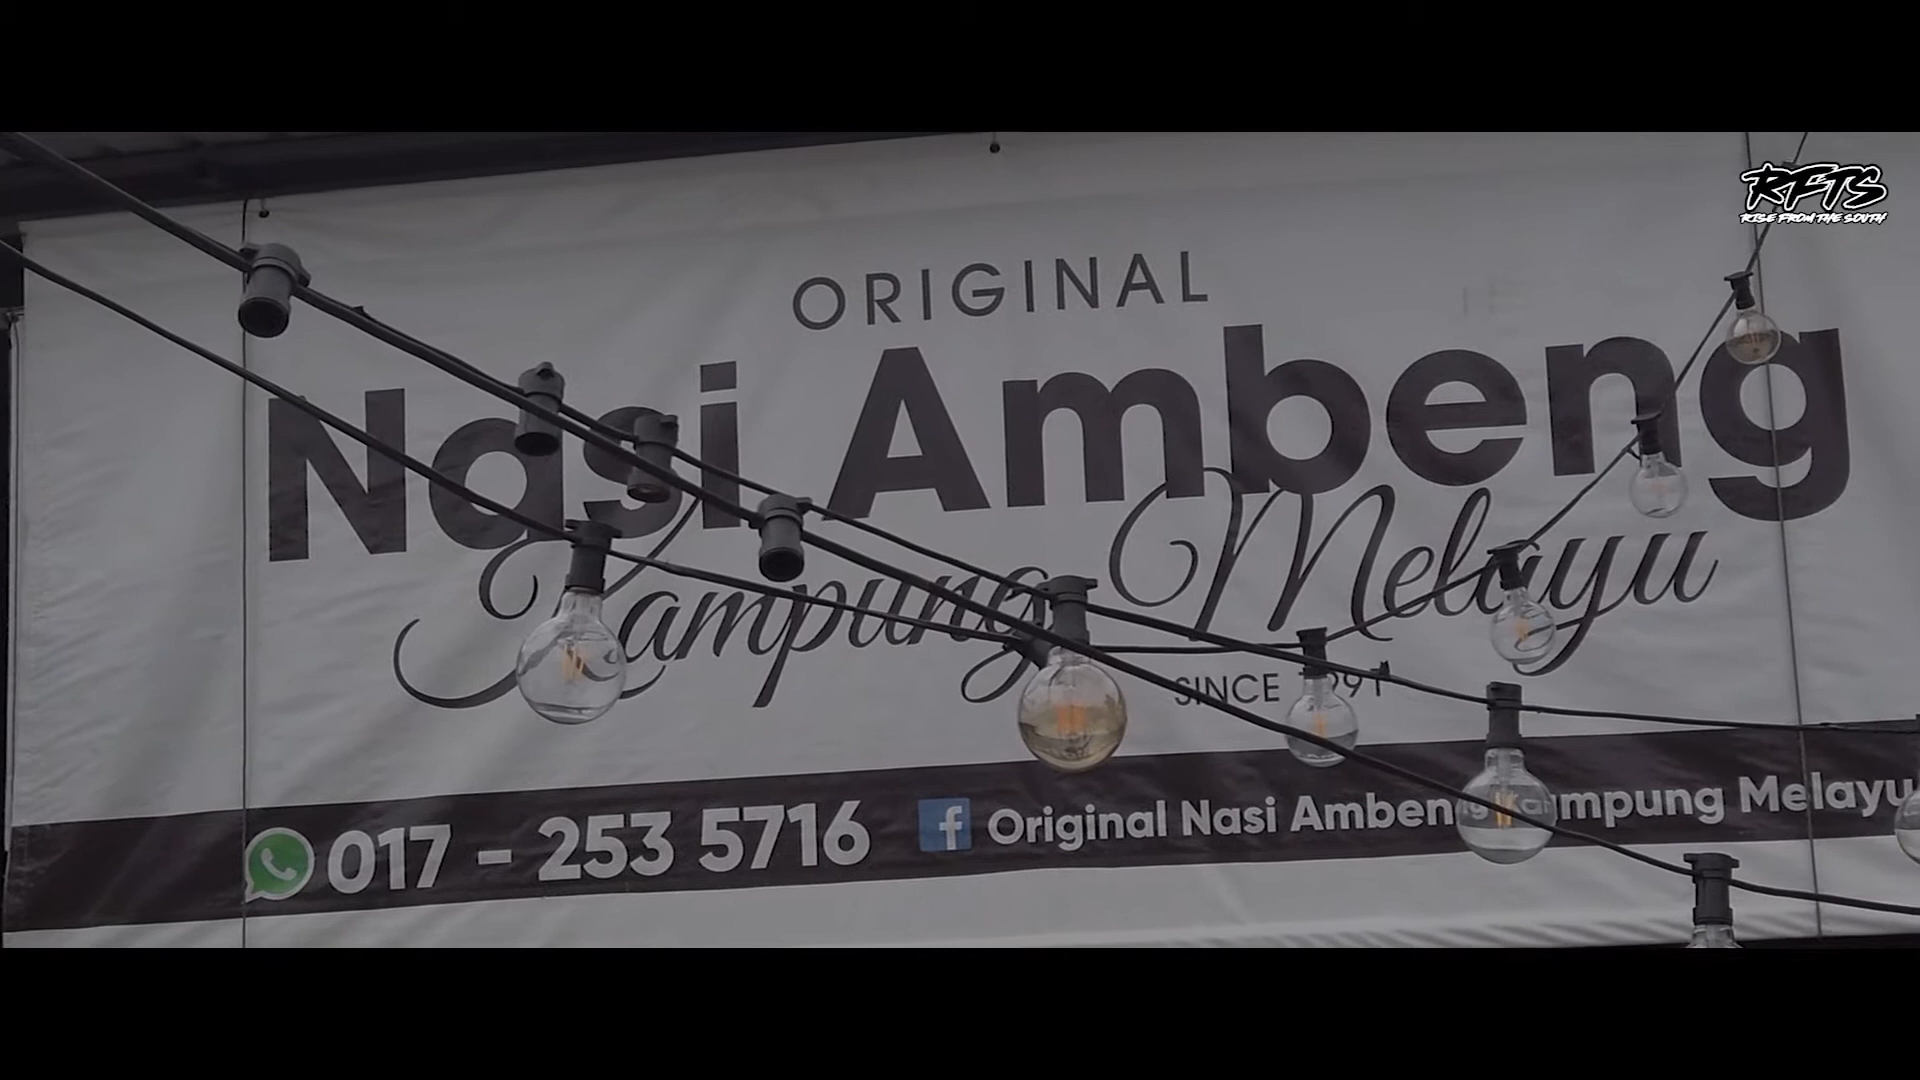 RFTS
RISE FROM THE SOUTH
ORIGINAL
Nasi Ambeng
Kampung Melayu
SINCE 1991
017 - 253 5716
Original Nasi Ambeng Kampung Melayu